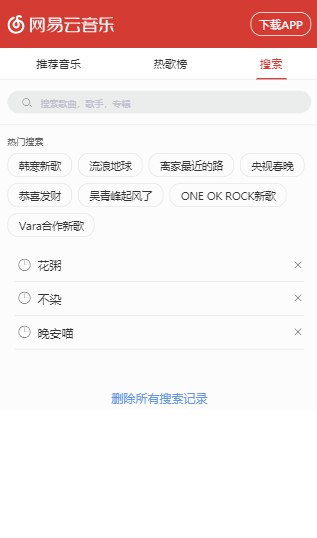 网易云音乐
下载APP
推荐音乐 热歌榜 搜索
搜索歌曲、歌手、专辑
热门搜索
韩寒新歌 流浪地球 离家最近的路 央视春晚
恭喜发财 吴青峰起风了 ONE OK ROCK新歌
Vara合作新歌
花粥
不染
晚安喵
删除所有搜索记录